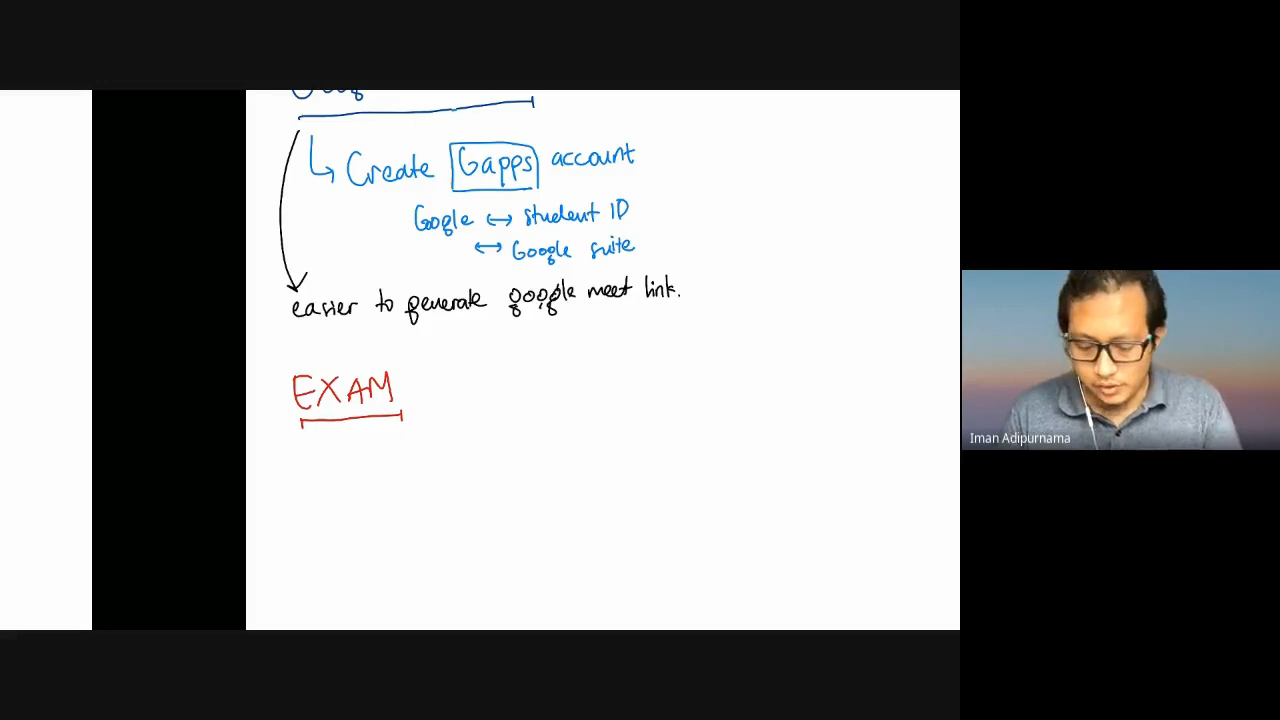 Create Gapps account
Google ↔ student ID
↔ Google suite
easier to generate google meet link.
EXAM
Iman Adipurnama